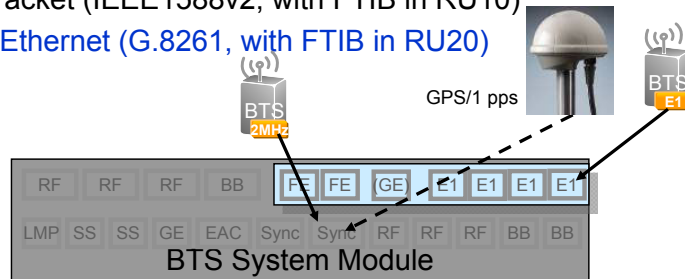 acket (IEEE1588v2, with FTIB in RU10)
Ethernet (G.8261, with FTIB in RU20)
BTS
2MHz
GPS/1 pps
BTS
E1
RF RF RF BB FE FE (GE) E1 E1 E1 E1
LMP SS SS GE EAC Sync Sync RF RF RF BB BB
BTS System Module